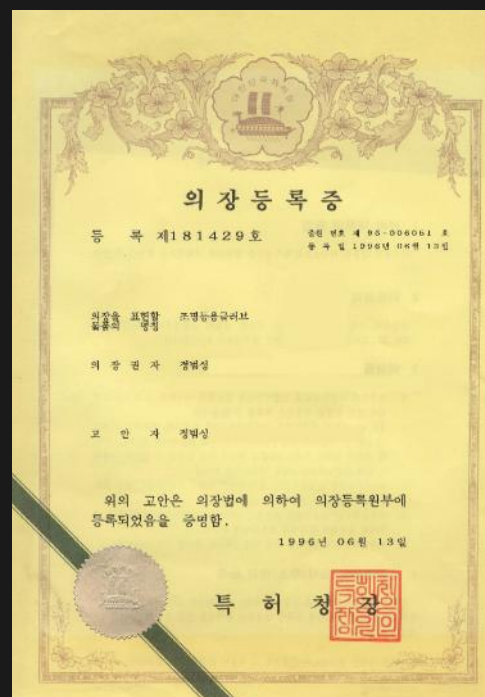 의장등록증
등 록 제181429호
출원 번호 제 95-006061 호
등 록 일 1996년 06월 13일
의장을 표현할 조명등용글러브
물품의 명칭
의 장 권 자 정범싱
고 안 자 정범싱
위의 고안은 의장법에 의하여 의장등록원부에
등록되었음을 증명함.
1996년 06월 13일
특 허 청 장